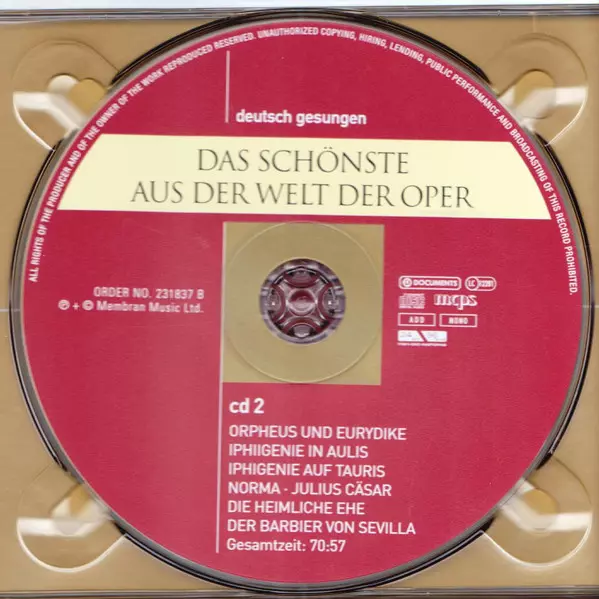 ALL RIGHTS OF THE PRODUCER AND OF THE OWNER OF THE WORK REPRODUCED RESERVED. UNAUTHORIZED COPYING, HIRING, LENDING, PUBLIC PERFORMANCE AND BROADCASTING OF THIS RECORD PROHIBITED.
deutsch gesungen
DAS SCHÖNSTE
AUS DER WELT DER OPER
ORDER NO. 231837 B
℗ + © Membran Music Ltd.
DOCUMENTS LC 12281
mcps
ADD MONO
cd 2
ORPHEUS UND EURYDIKE
IPHIIGENIE IN AULIS
IPHIGENIE AUF TAURIS
NORMA - JULIUS CÄSAR
DIE HEIMLICHE EHE
DER BARBIER VON SEVILLA
Gesamtzeit: 70:57